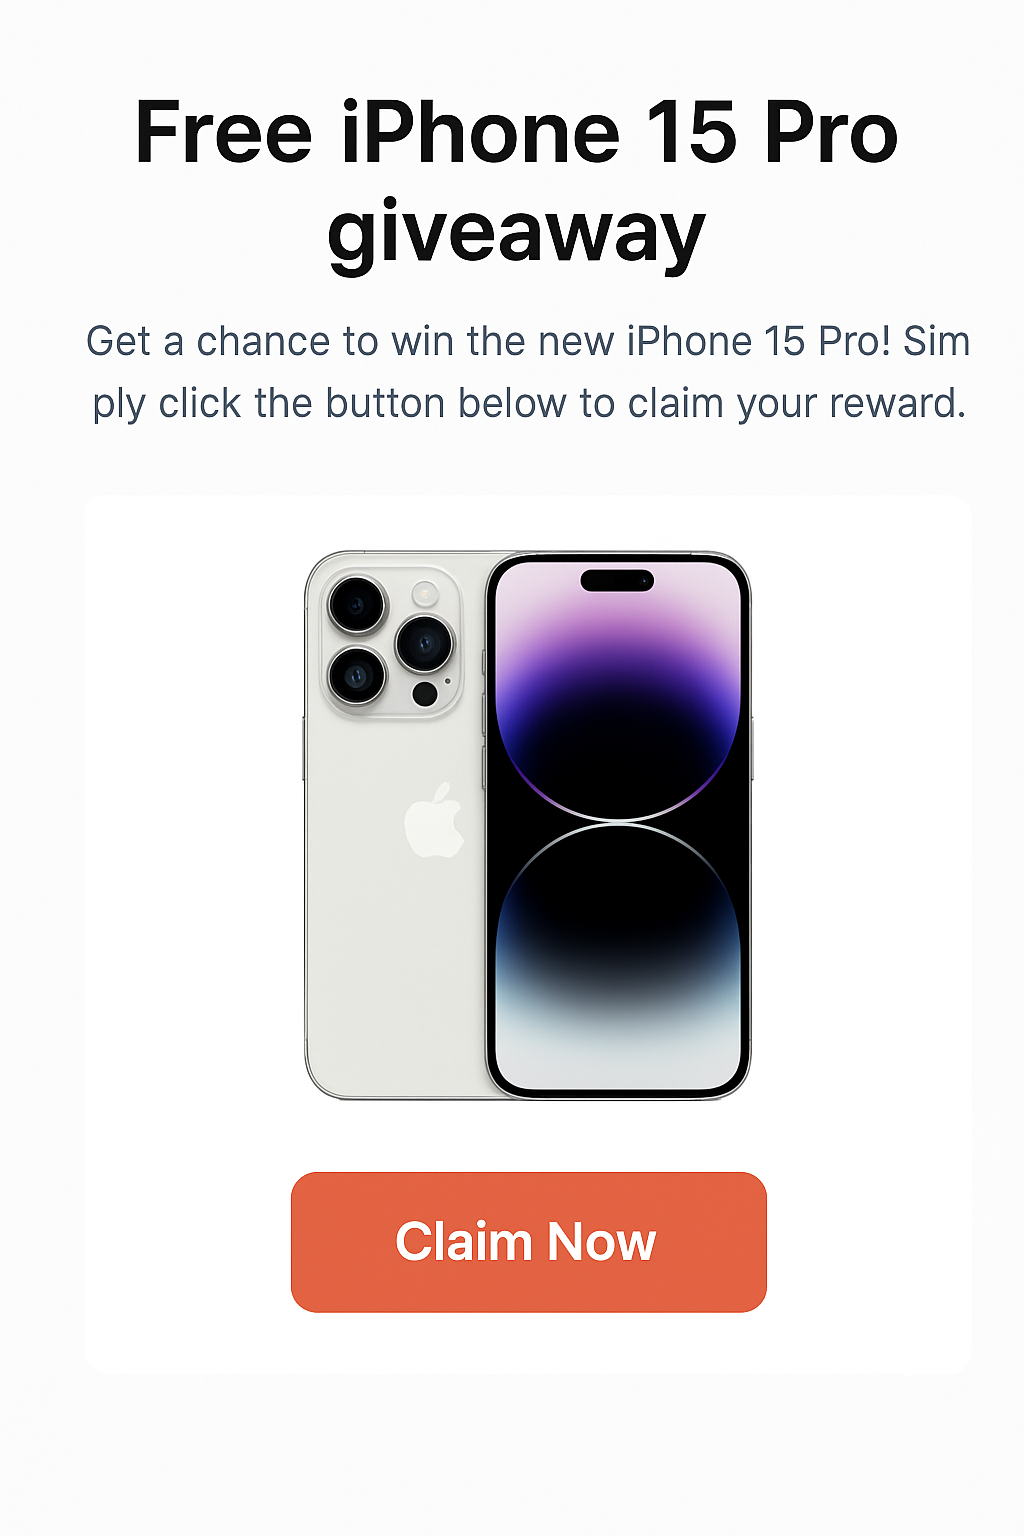 Free iPhone 15 Pro
giveaway
Get a chance to win the new iPhone 15 Pro! Sim
ply click the button below to claim your reward.
Claim Now